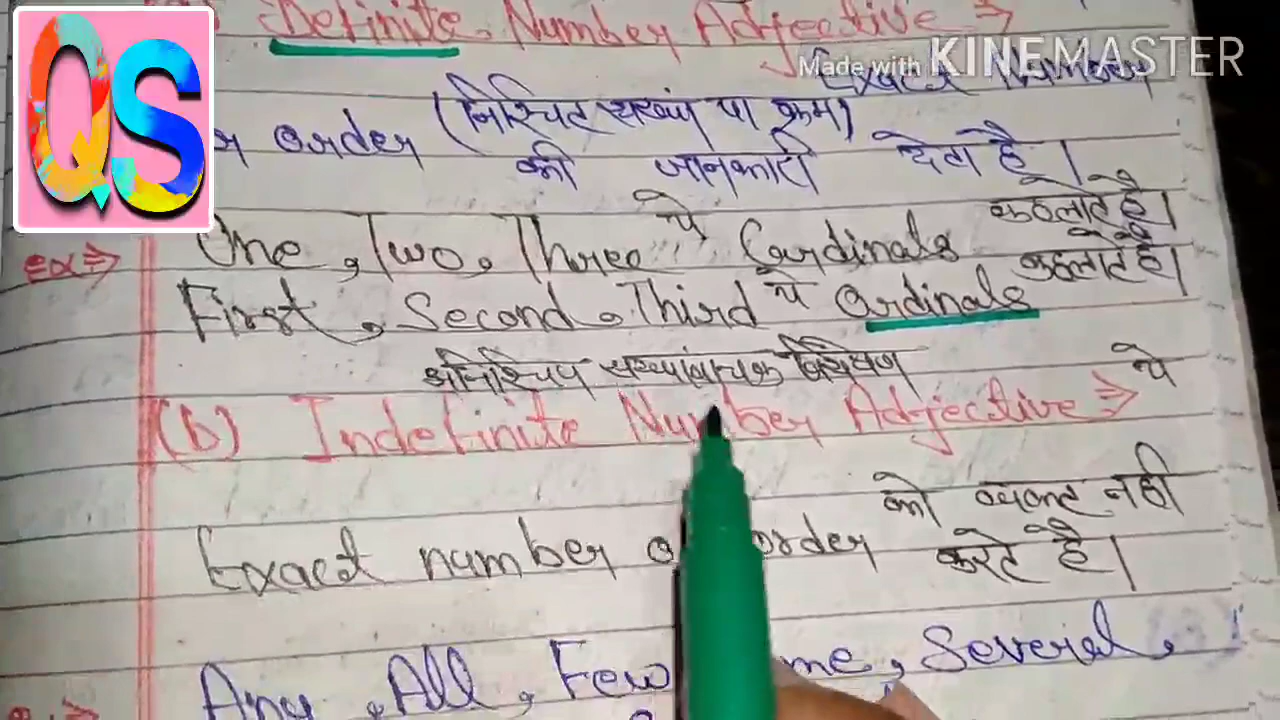 Definite Number Adjective ⇒
Made with KINEMASTER
Exact Number
order (निश्चित संख्या या क्रम)
की जानकारी देता है।
ex ⇒ One, Two, Three ये Cardinals कहलाते है।
First, Second, Third ये Ordinals कहलाते है।
अनिश्चित संख्यावाचक विशेषण
(b) Indefinite Number Adjective ⇒ ये
Exact number order को व्यक्त नही करते है।
Any, All, Few, Severel,
QS